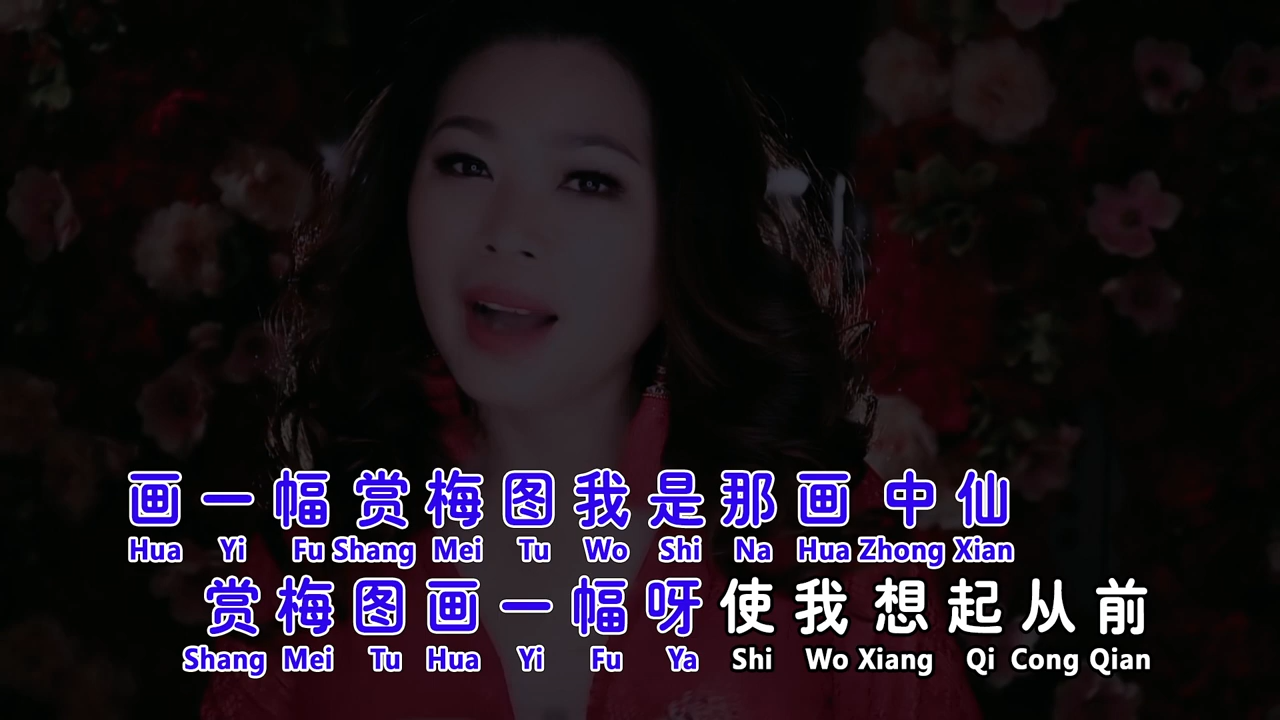 画一幅赏梅图我是那画中仙
Hua Yi Fu Shang Mei Tu Wo Shi Na Hua Zhong Xian
赏梅图画一幅呀使我想起从前
Shang Mei Tu Hua Yi Fu Ya Shi Wo Xiang Qi Cong Qian